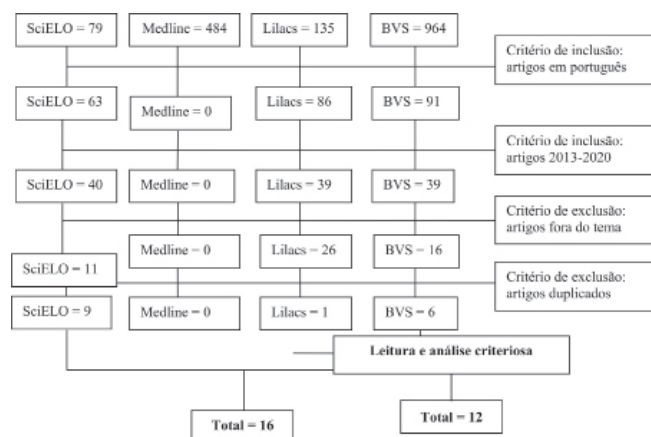 SciELO = 79
Medline = 484
Lilacs = 135
BVS = 964
Critério de inclusão:
artigos em português
SciELO = 63
Medline = 0
Lilacs = 86
BVS = 91
Critério de inclusão:
artigos 2013-2020
SciELO = 40
Medline = 0
Lilacs = 39
BVS = 39
Critério de exclusão:
artigos fora do tema
SciELO = 11
Medline = 0
Lilacs = 26
BVS = 16
Critério de exclusão:
artigos duplicados
SciELO = 9
Medline = 0
Lilacs = 1
BVS = 6
Leitura e análise criteriosa
Total = 16
Total = 12